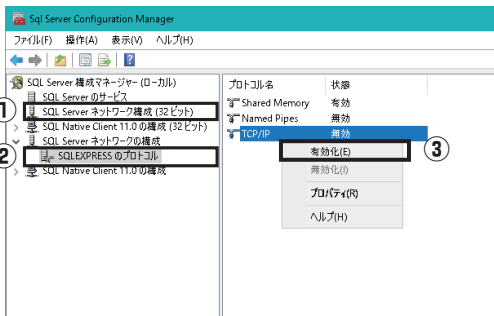 Sql Server Configuration Manager
ファイル(F) 操作(A) 表示(V) ヘルプ(H)
SQL Server 構成マネージャー (ローカル)
SQL Server のサービス
① SQL Server ネットワーク構成 (32 ビット)
SQL Native Client 11.0 の構成 (32 ビット)
SQL Server ネットワークの構成
② SQLEXPRESS のプロトコル
SQL Native Client 11.0 の構成
プロトコル名 状態
Shared Memory 有効
Named Pipes 無効
TCP/IP 無効
有効化(E) ③
無効化(I)
プロパティ(R)
ヘルプ(H)